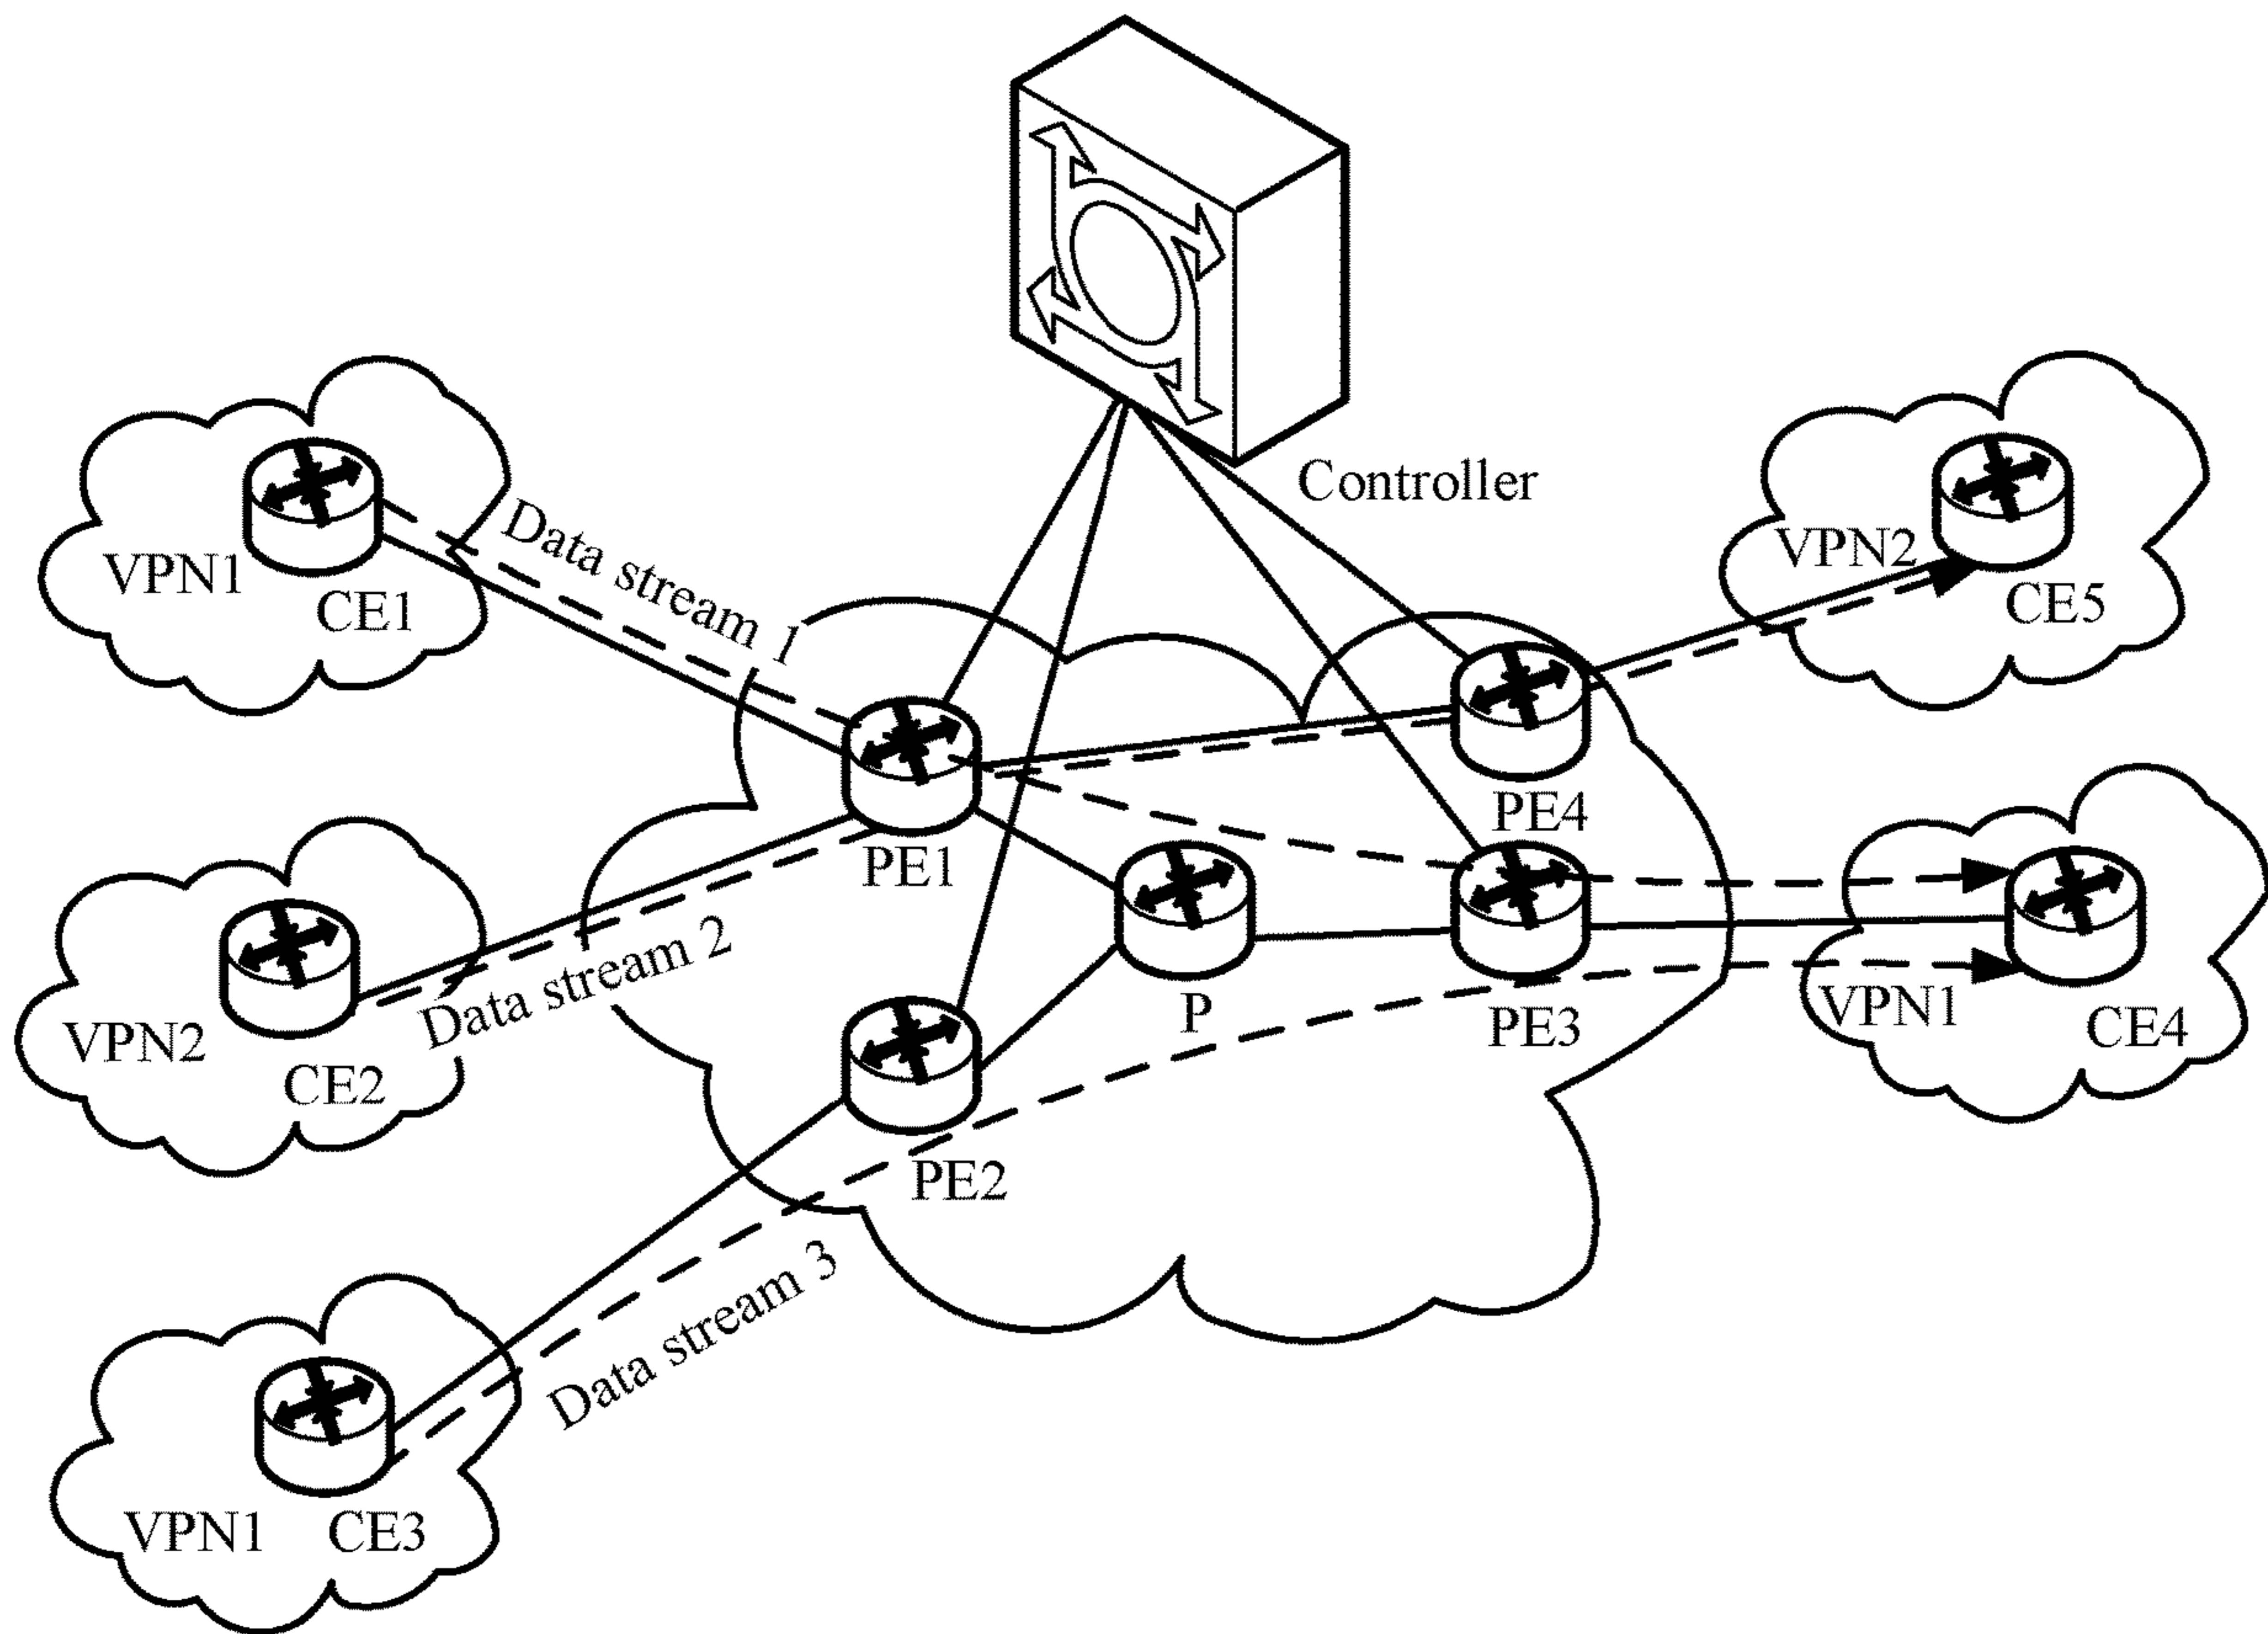 Controller
Data stream 1
VPN1
CE1
VPN2
CE5
PE4
PE1
Data stream 2
VPN2
CE2
P
PE3
VPN1
CE4
PE2
Data stream 3
VPN1
CE3